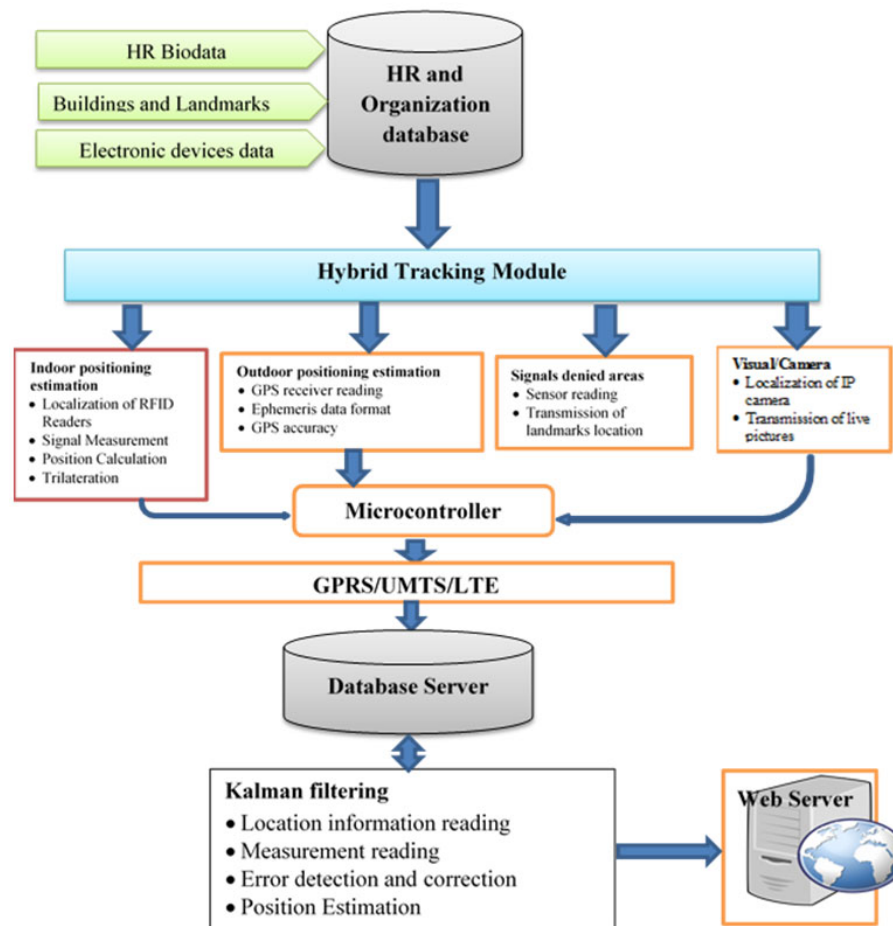 HR Biodata
Buildings and Landmarks
Electronic devices data
HR and
Organization
database
Hybrid Tracking Module
Indoor positioning
estimation
• Localization of RFID
Readers
• Signal Measurement
• Position Calculation
• Trilateration
Outdoor positioning estimation
• GPS receiver reading
• Ephemeris data format
• GPS accuracy
Signals denied areas
• Sensor reading
• Transmission of
landmarks location
Visual/Camera
• Localization of IP
camera
• Transmission of live
pictures
Microcontroller
GPRS/UMTS/LTE
Database Server
Kalman filtering
• Location information reading
• Measurement reading
• Error detection and correction
• Position Estimation
Web Server